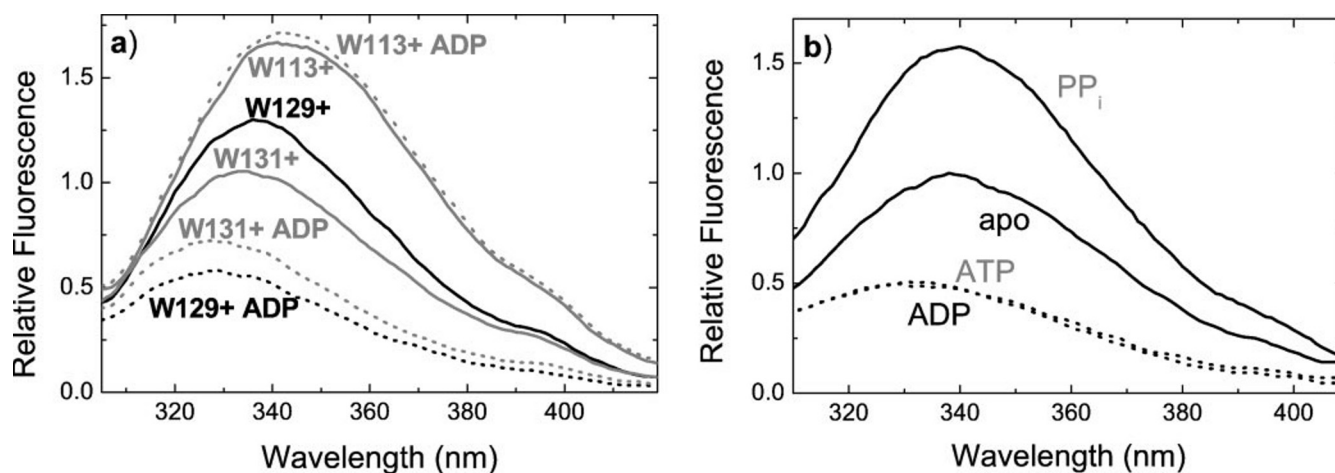 a)
W113+ ADP
W113+
W129+
W131+
W131+ ADP
W129+ ADP
Relative Fluorescence
1.5
1.0
0.5
0.0
320 340 360 380 400
Wavelength (nm)
b)
PPi
apo
ATP
ADP
Relative Fluorescence
1.5
1.0
0.5
0.0
320 340 360 380 400
Wavelength (nm)